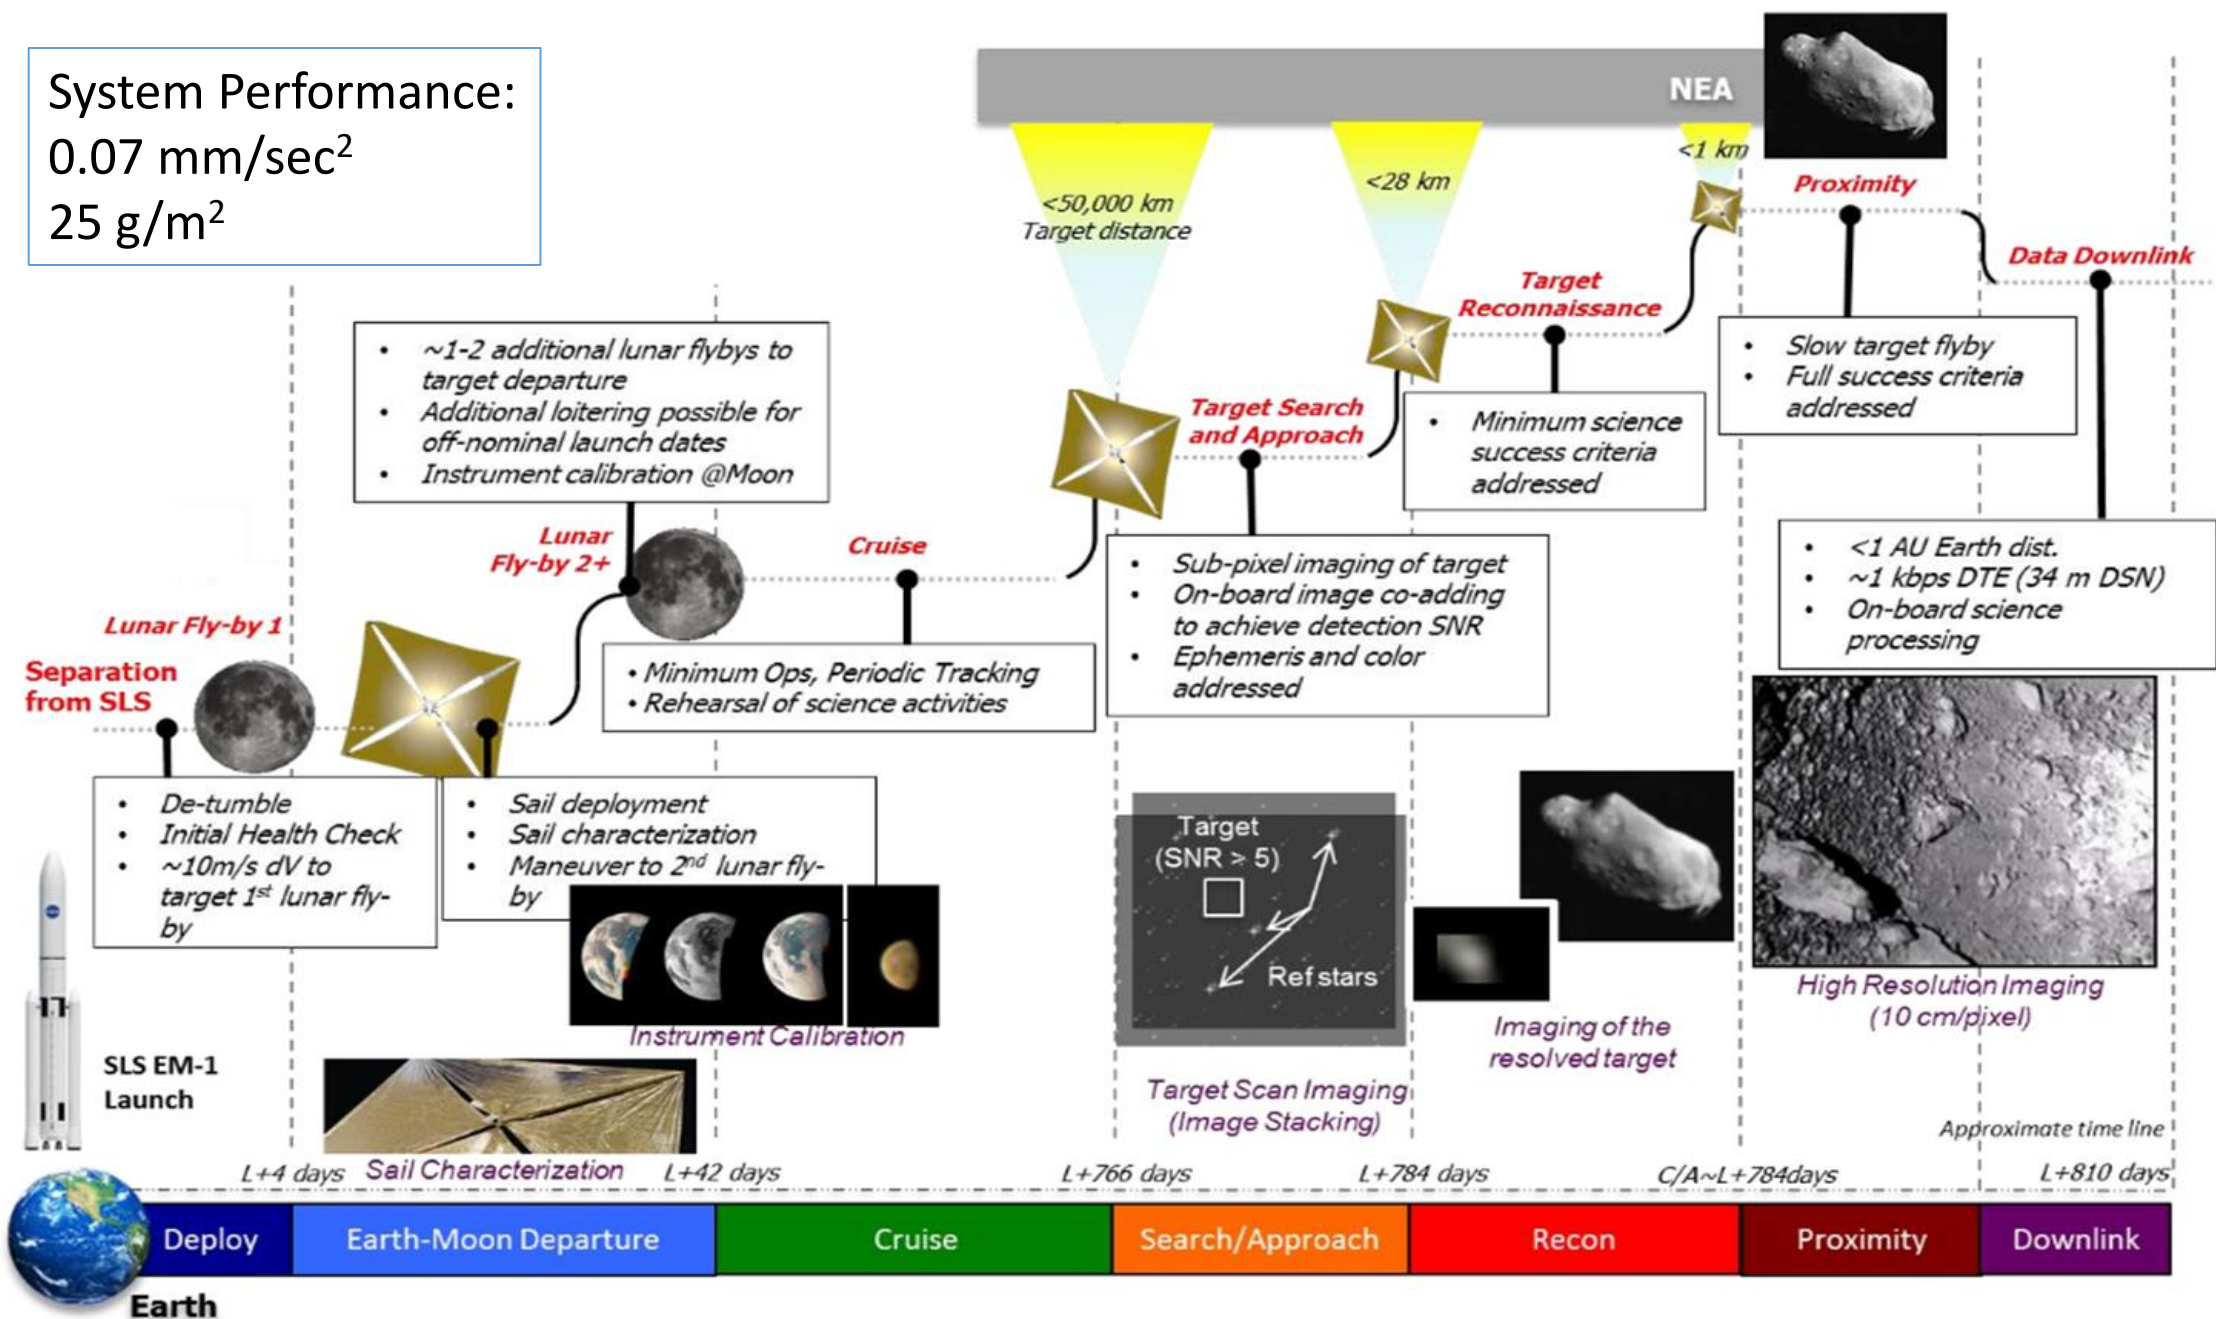 System Performance:
0.07 mm/sec²
25 g/m²
NEA
<50,000 km
Target distance
<28 km
<1 km
Proximity
Data Downlink
Target
Reconnaissance
Target Search
and Approach
• Slow target flyby
• Full success criteria
addressed
• Minimum science
success criteria
addressed
• ~1-2 additional lunar flybys to
target departure
• Additional loitering possible for
off-nominal launch dates
• Instrument calibration @Moon
Lunar
Fly-by 2+
Cruise
• Minimum Ops, Periodic Tracking
• Rehearsal of science activities
• Sub-pixel imaging of target
• On-board image co-adding
to achieve detection SNR
• Ephemeris and color
addressed
• <1 AU Earth dist.
• ~1 kbps DTE (34 m DSN)
• On-board science
processing
Lunar Fly-by 1
Separation
from SLS
• De-tumble
• Initial Health Check
• ~10m/s dV to
target 1st lunar fly-
by
• Sail deployment
• Sail characterization
• Maneuver to 2nd lunar fly-
by
Target
(SNR > 5)
Ref stars
Instrument Calibration
High Resolution Imaging
(10 cm/pixel)
Imaging of the
resolved target
Target Scan Imaging
(Image Stacking)
SLS EM-1
Launch
Sail Characterization
Approximate time line
L+4 days
L+42 days
L+766 days
L+784 days
C/A~L+784days
L+810 days
Deploy
Earth-Moon Departure
Cruise
Search/Approach
Recon
Proximity
Downlink
Earth